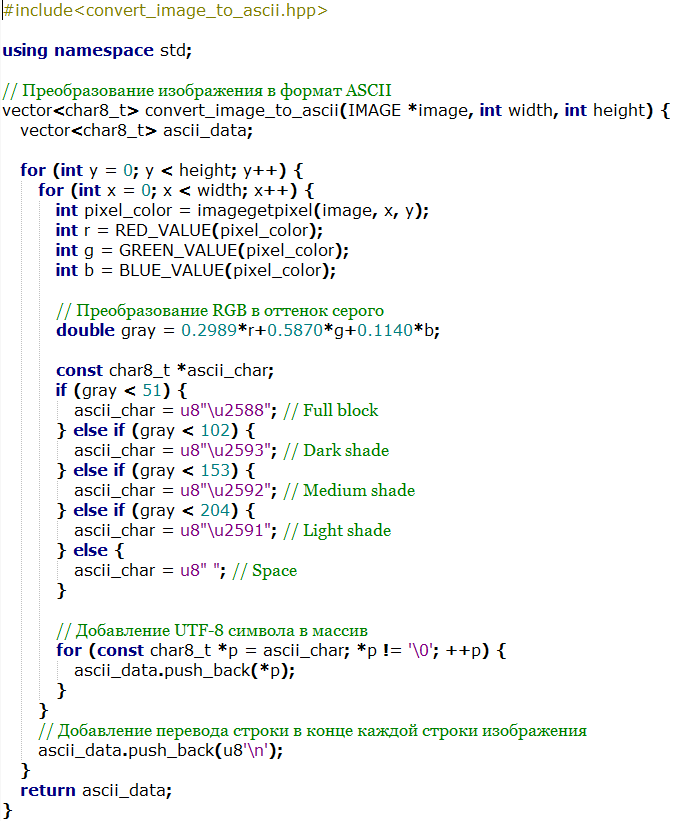 #include<convert_image_to_ascii.hpp>

using namespace std;

// Преобразование изображения в формат ASCII
vector<char8_t> convert_image_to_ascii(IMAGE *image, int width, int height) {
  vector<char8_t> ascii_data;

  for (int y = 0; y < height; y++) {
    for (int x = 0; x < width; x++) {
      int pixel_color = imagegetpixel(image, x, y);
      int r = RED_VALUE(pixel_color);
      int g = GREEN_VALUE(pixel_color);
      int b = BLUE_VALUE(pixel_color);

      // Преобразование RGB в оттенок серого
      double gray = 0.2989*r+0.5870*g+0.1140*b;

      const char8_t *ascii_char;
      if (gray < 51) {
        ascii_char = u8"\u2588"; // Full block
      } else if (gray < 102) {
        ascii_char = u8"\u2593"; // Dark shade
      } else if (gray < 153) {
        ascii_char = u8"\u2592"; // Medium shade
      } else if (gray < 204) {
        ascii_char = u8"\u2591"; // Light shade
      } else {
        ascii_char = u8" "; // Space
      }

      // Добавление UTF-8 символа в массив
      for (const char8_t *p = ascii_char; *p != '\0'; ++p) {
        ascii_data.push_back(*p);
      }
    }
    // Добавление перевода строки в конце каждой строки изображения
    ascii_data.push_back(u8'\n');
  }
  return ascii_data;
}